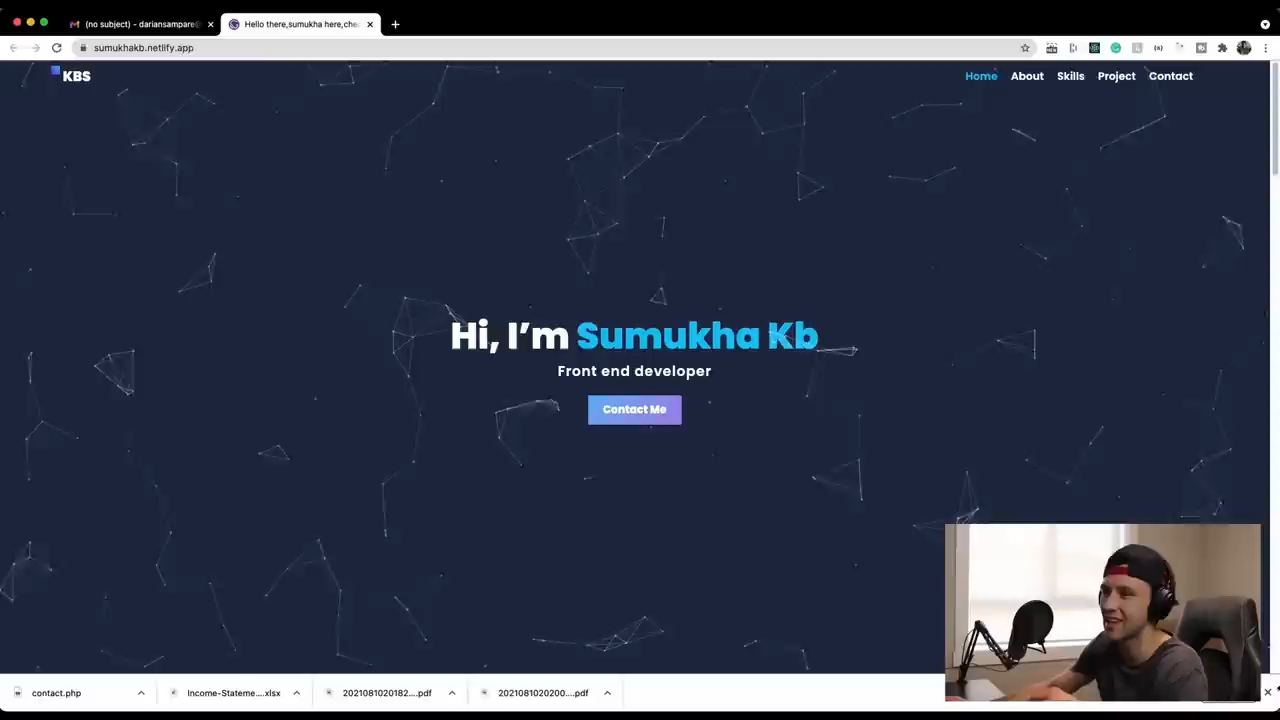 (no subject) - dariansampare@
Hello there,sumukha here,chec
sumukhakb.netlify.app
KBS
Home
About
Skills
Project
Contact
Hi, I’m Sumukha Kb
Front end developer
Contact Me
contact.php
Income-Stateme....xlsx
2021081020182....pdf
2021081020200....pdf